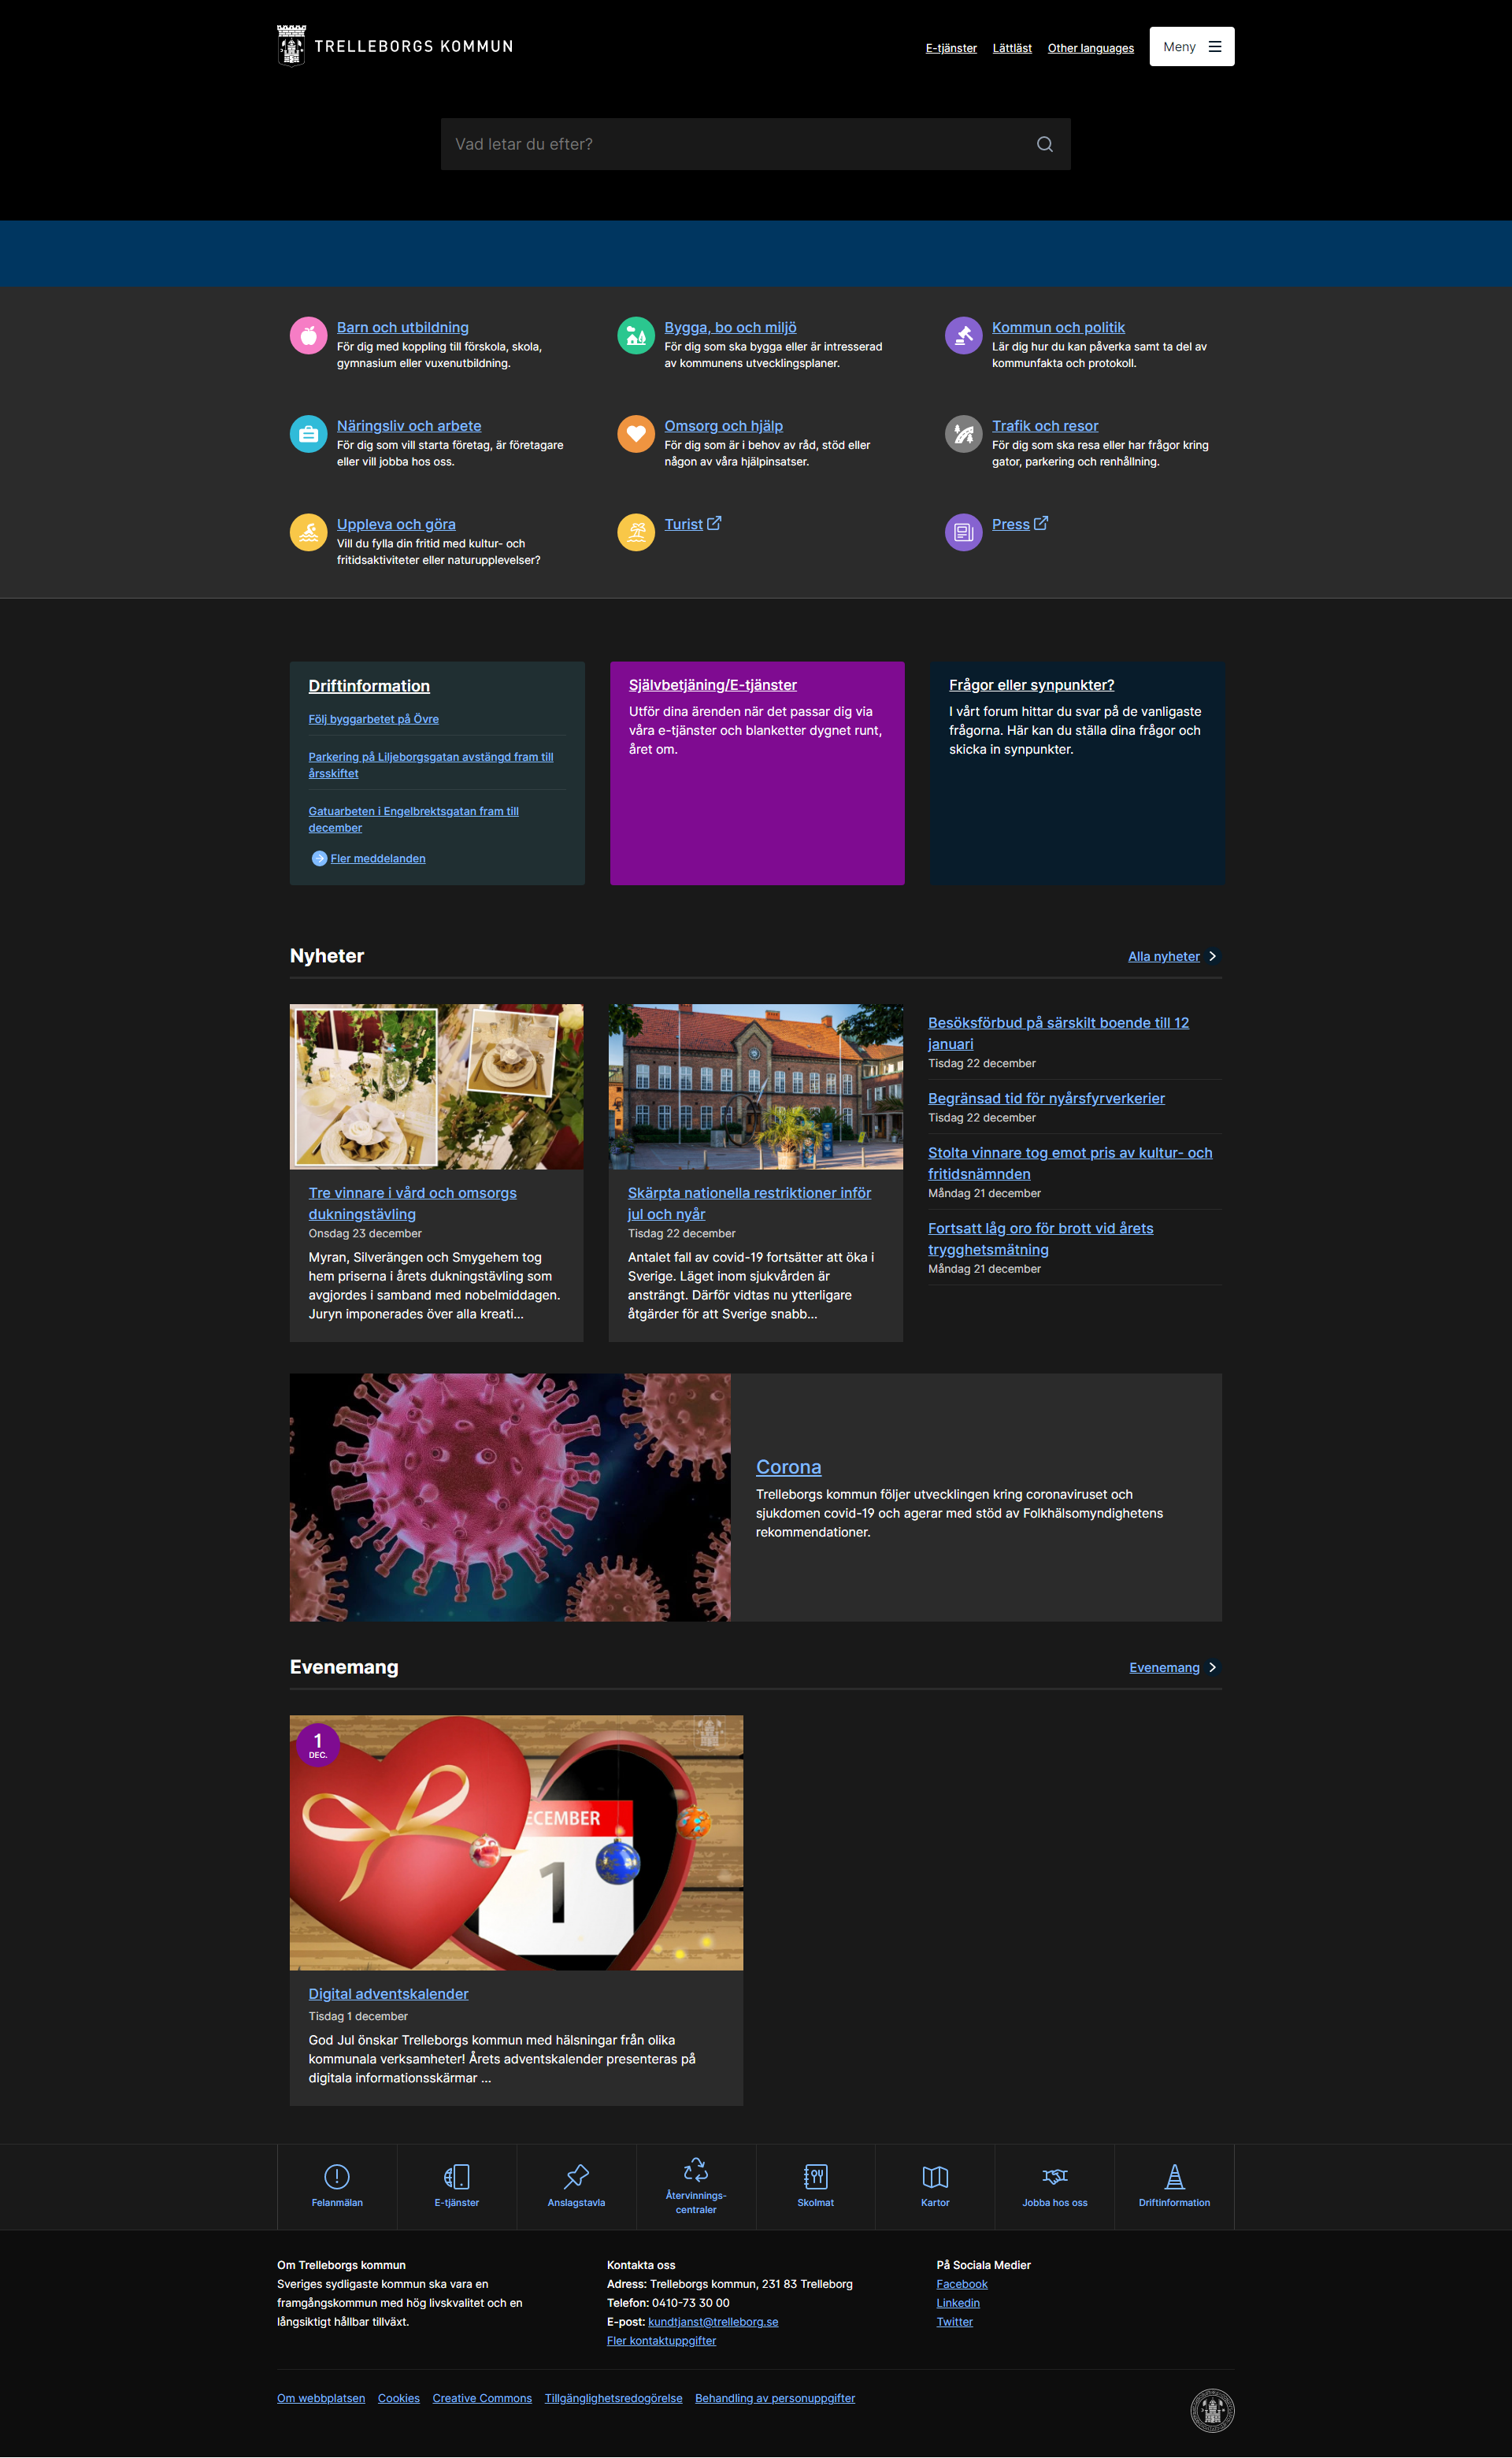 TRELLEBORGS KOMMUN
E-tjänster Lättläst Other languages Meny
Vad letar du efter?
Barn och utbildning
För dig med koppling till förskola, skola,
gymnasium eller vuxenutbildning.
Bygga, bo och miljö
För dig som ska bygga eller är intresserad
av kommunens utvecklingsplaner.
Kommun och politik
Lär dig hur du kan påverka samt ta del av
kommunfakta och protokoll.
Näringsliv och arbete
För dig som vill starta företag, är företagare
eller vill jobba hos oss.
Omsorg och hjälp
För dig som är i behov av råd, stöd eller
någon av våra hjälpinsatser.
Trafik och resor
För dig som ska resa eller har frågor kring
gator, parkering och renhållning.
Uppleva och göra
Vill du fylla din fritid med kultur- och
fritidsaktiviteter eller naturupplevelser?
Turist
Press
Driftinformation
Följ byggarbetet på Övre
Parkering på Liljeborgsgatan avstängd fram till
årsskiftet
Gatuarbeten i Engelbrektsgatan fram till
december
Fler meddelanden
Självbetjäning/E-tjänster
Utför dina ärenden när det passar dig via
våra e-tjänster och blanketter dygnet runt,
året om.
Frågor eller synpunkter?
I vårt forum hittar du svar på de vanligaste
frågorna. Här kan du ställa dina frågor och
skicka in synpunkter.
Nyheter
Alla nyheter
Tre vinnare i vård och omsorgs
dukningstävling
Onsdag 23 december
Myran, Silverängen och Smygehem tog
hem priserna i årets dukningstävling som
avgjordes i samband med nobelmiddagen.
Juryn imponerades över alla kreati...
Skärpta nationella restriktioner inför
jul och nyår
Tisdag 22 december
Antalet fall av covid-19 fortsätter att öka i
Sverige. Läget inom sjukvården är
ansträngt. Därför vidtas nu ytterligare
åtgärder för att Sverige snabb...
Besöksförbud på särskilt boende till 12
januari
Tisdag 22 december
Begränsad tid för nyårsfyrverkerier
Tisdag 22 december
Stolta vinnare tog emot pris av kultur- och
fritidsnämnden
Måndag 21 december
Fortsatt låg oro för brott vid årets
trygghetsmätning
Måndag 21 december
Corona
Trelleborgs kommun följer utvecklingen kring coronaviruset och
sjukdomen covid-19 och agerar med stöd av Folkhälsomyndighetens
rekommendationer.
Evenemang
Evenemang
1
DEC.
ECEMBER
1
Digital adventskalender
Tisdag 1 december
God Jul önskar Trelleborgs kommun med hälsningar från olika
kommunala verksamheter! Årets adventskalender presenteras på
digitala informationsskärmar ...
Felanmälan
E-tjänster
Anslagstavla
Återvinnings-
centraler
Skolmat
Kartor
Jobba hos oss
Driftinformation
Om Trelleborgs kommun
Sveriges sydligaste kommun ska vara en
framgångskommun med hög livskvalitet och en
långsiktigt hållbar tillväxt.
Kontakta oss
Adress: Trelleborgs kommun, 231 83 Trelleborg
Telefon: 0410-73 30 00
E-post: kundtjanst@trelleborg.se
Fler kontaktuppgifter
På Sociala Medier
Facebook
Linkedin
Twitter
Om webbplatsen Cookies Creative Commons Tillgänglighetsredogörelse Behandling av personuppgifter